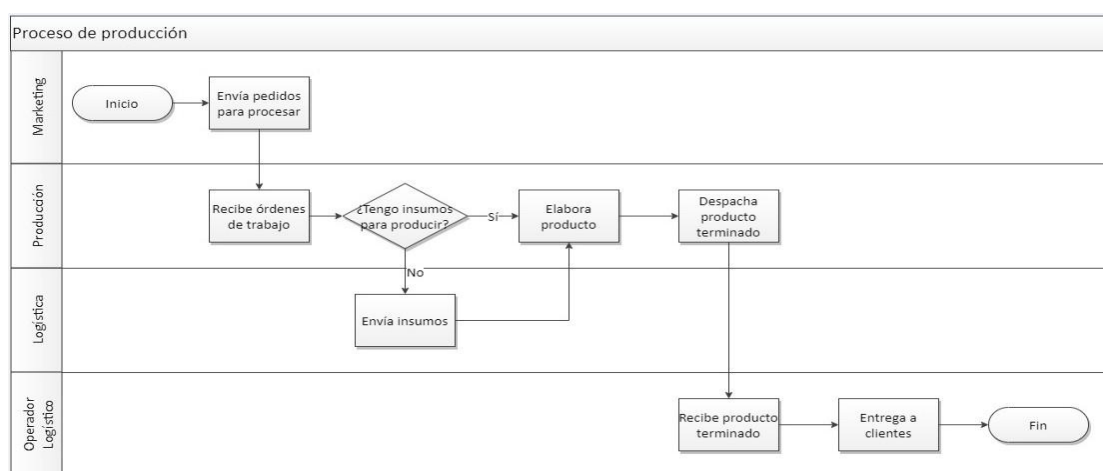 Proceso de producción
Marketing
Inicio
Envía pedidos
para procesar
Producción
Recibe órdenes
de trabajo
¿Tengo insumos
para producir?
Sí
Elabora
producto
Despacha
producto
terminado
No
Logística
Envía insumos
Operador
Logístico
Recibe producto
terminado
Entrega a
clientes
Fin